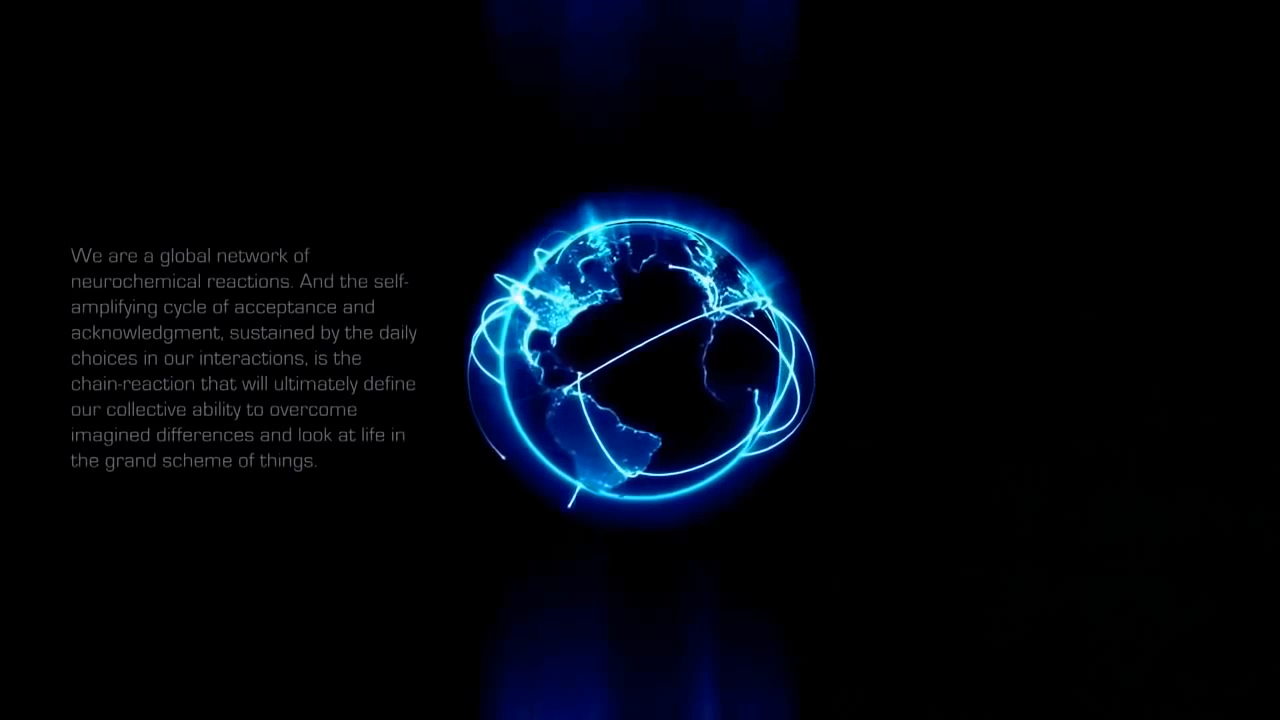 We are a global network of
neurochemical reactions. And the self-
amplifying cycle of acceptance and
acknowledgment, sustained by the daily
choices in our interactions, is the
chain-reaction that will ultimately define
our collective ability to overcome
imagined differences and look at life in
the grand scheme of things.